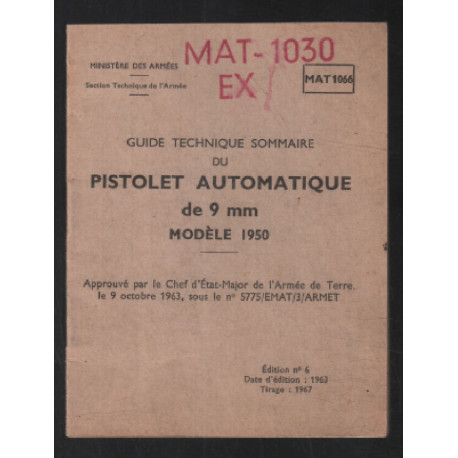 MAT-1030
EX/
MINISTÈRE DES ARMÉES
Section Technique de l'Armée
MAT 1066
GUIDE TECHNIQUE SOMMAIRE
DU
PISTOLET AUTOMATIQUE
de 9 mm
MODÈLE 1950
Approuvé par le Chef d'État-Major de l'Armée de Terre,
le 9 octobre 1963, sous le nº 5775/EMAT/3/ARMET
Édition nº 6
Date d'édition : 1963
Tirage : 1967